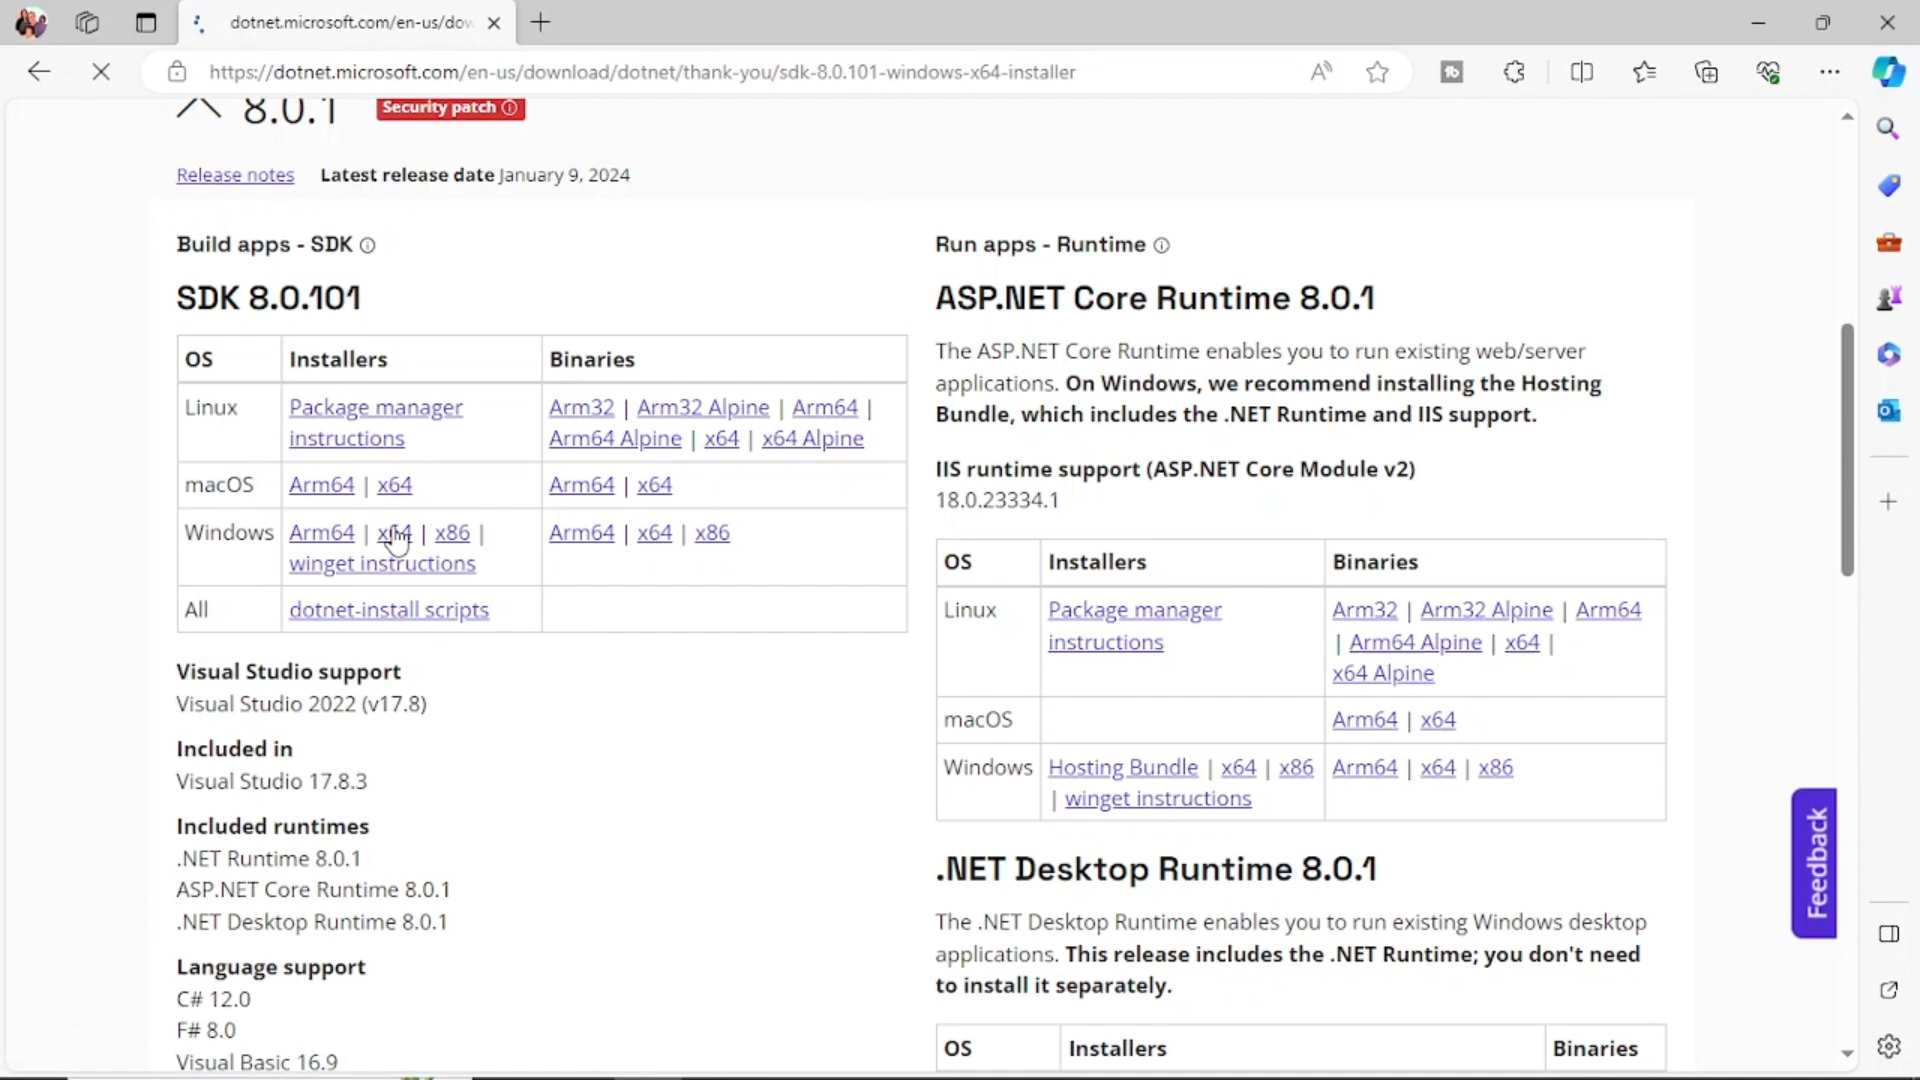 dotnet.microsoft.com/en-us/dow
https://dotnet.microsoft.com/en-us/download/dotnet/thank-you/sdk-8.0.101-windows-x64-installer
8.0.1 Security patch
Release notes Latest release date January 9, 2024
Build apps - SDK
SDK 8.0.101
OS Installers Binaries
Linux Package manager instructions Arm32 | Arm32 Alpine | Arm64 |
Arm64 Alpine | x64 | x64 Alpine
macOS Arm64 | x64 Arm64 | x64
Windows Arm64 | x64 | x86 | Arm64 | x64 | x86
winget instructions
All dotnet-install scripts
Visual Studio support
Visual Studio 2022 (v17.8)
Included in
Visual Studio 17.8.3
Included runtimes
.NET Runtime 8.0.1
ASP.NET Core Runtime 8.0.1
.NET Desktop Runtime 8.0.1
Language support
C# 12.0
F# 8.0
Visual Basic 16.9
Run apps - Runtime
ASP.NET Core Runtime 8.0.1
The ASP.NET Core Runtime enables you to run existing web/server
applications. On Windows, we recommend installing the Hosting
Bundle, which includes the .NET Runtime and IIS support.
IIS runtime support (ASP.NET Core Module v2)
18.0.23334.1
OS Installers Binaries
Linux Package manager Arm32 | Arm32 Alpine | Arm64
instructions | Arm64 Alpine | x64 |
x64 Alpine
macOS Arm64 | x64
Windows Hosting Bundle | x64 | x86 Arm64 | x64 | x86
| winget instructions
.NET Desktop Runtime 8.0.1
The .NET Desktop Runtime enables you to run existing Windows desktop
applications. This release includes the .NET Runtime; you don't need
to install it separately.
OS Installers Binaries
Feedback